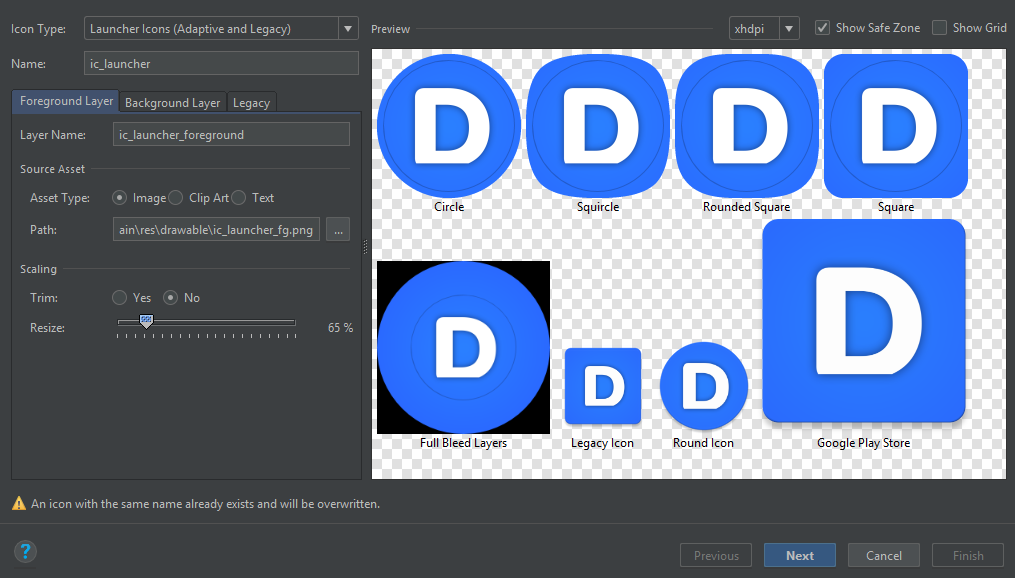 Icon Type: Launcher Icons (Adaptive and Legacy) Preview xhdpi Show Safe Zone Show Grid
Name: ic_launcher
Foreground Layer Background Layer Legacy
Layer Name: ic_launcher_foreground
Source Asset
Asset Type: Image Clip Art Text
Path: ain\res\drawable\ic_launcher_fg.png ...
Scaling
Trim: Yes No
Resize: 65 %
D D D D
Circle Squircle Rounded Square Square
D D D D
Full Bleed Layers Legacy Icon Round Icon Google Play Store
An icon with the same name already exists and will be overwritten.
? Previous Next Cancel Finish